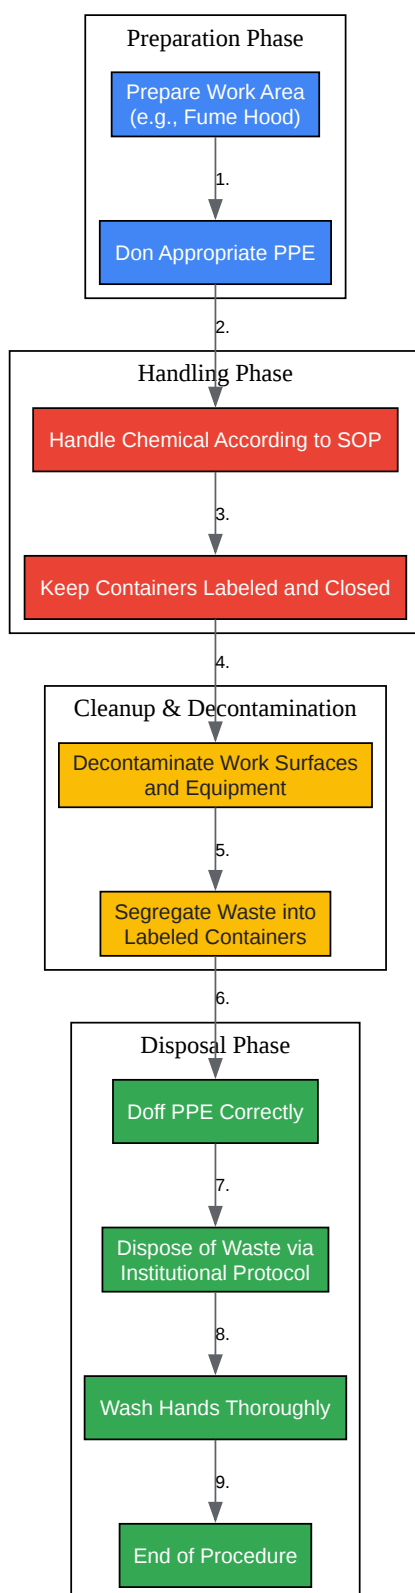 Preparation Phase
Prepare Work Area
(e.g., Fume Hood)
1.
Don Appropriate PPE
2.
Handling Phase
Handle Chemical According to SOP
3.
Keep Containers Labeled and Closed
4.
Cleanup & Decontamination
Decontaminate Work Surfaces
and Equipment
5.
Segregate Waste into
Labeled Containers
6.
Disposal Phase
Doff PPE Correctly
7.
Dispose of Waste via
Institutional Protocol
8.
Wash Hands Thoroughly
9.
End of Procedure